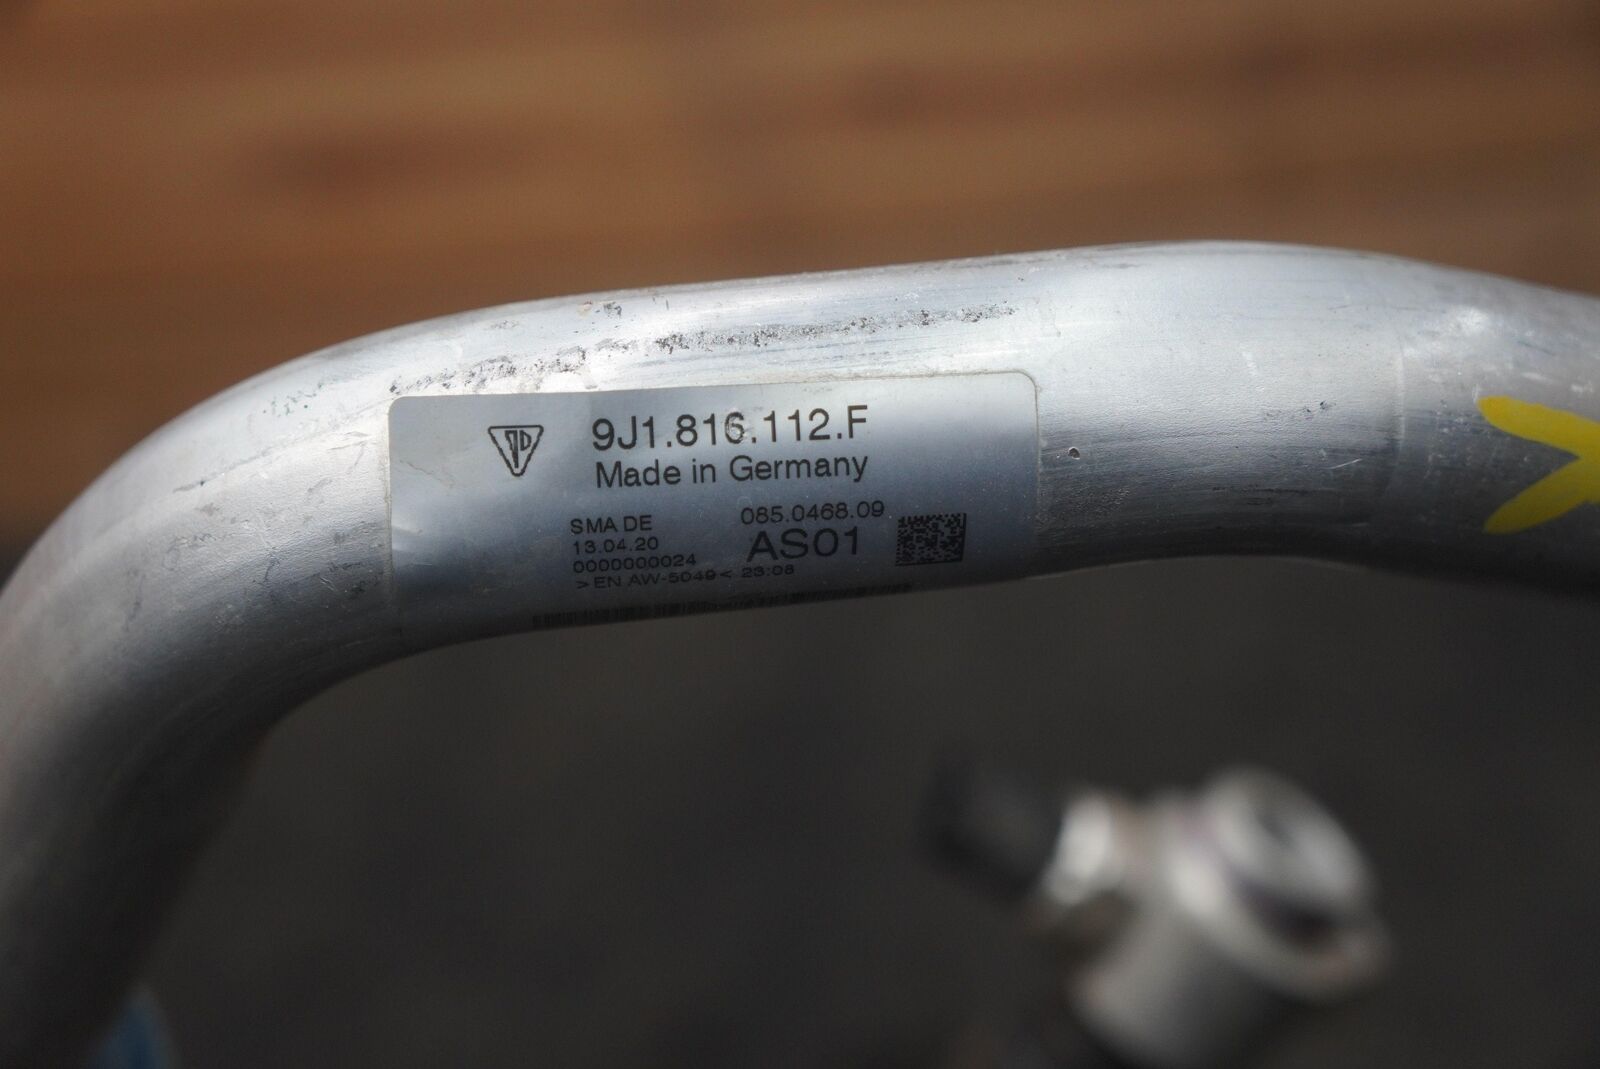 9J1.816.112.F
Made in Germany
SMA DE
085.0468.09
13.04.20
AS01
0000000024
>EN AW-5049< 23:08